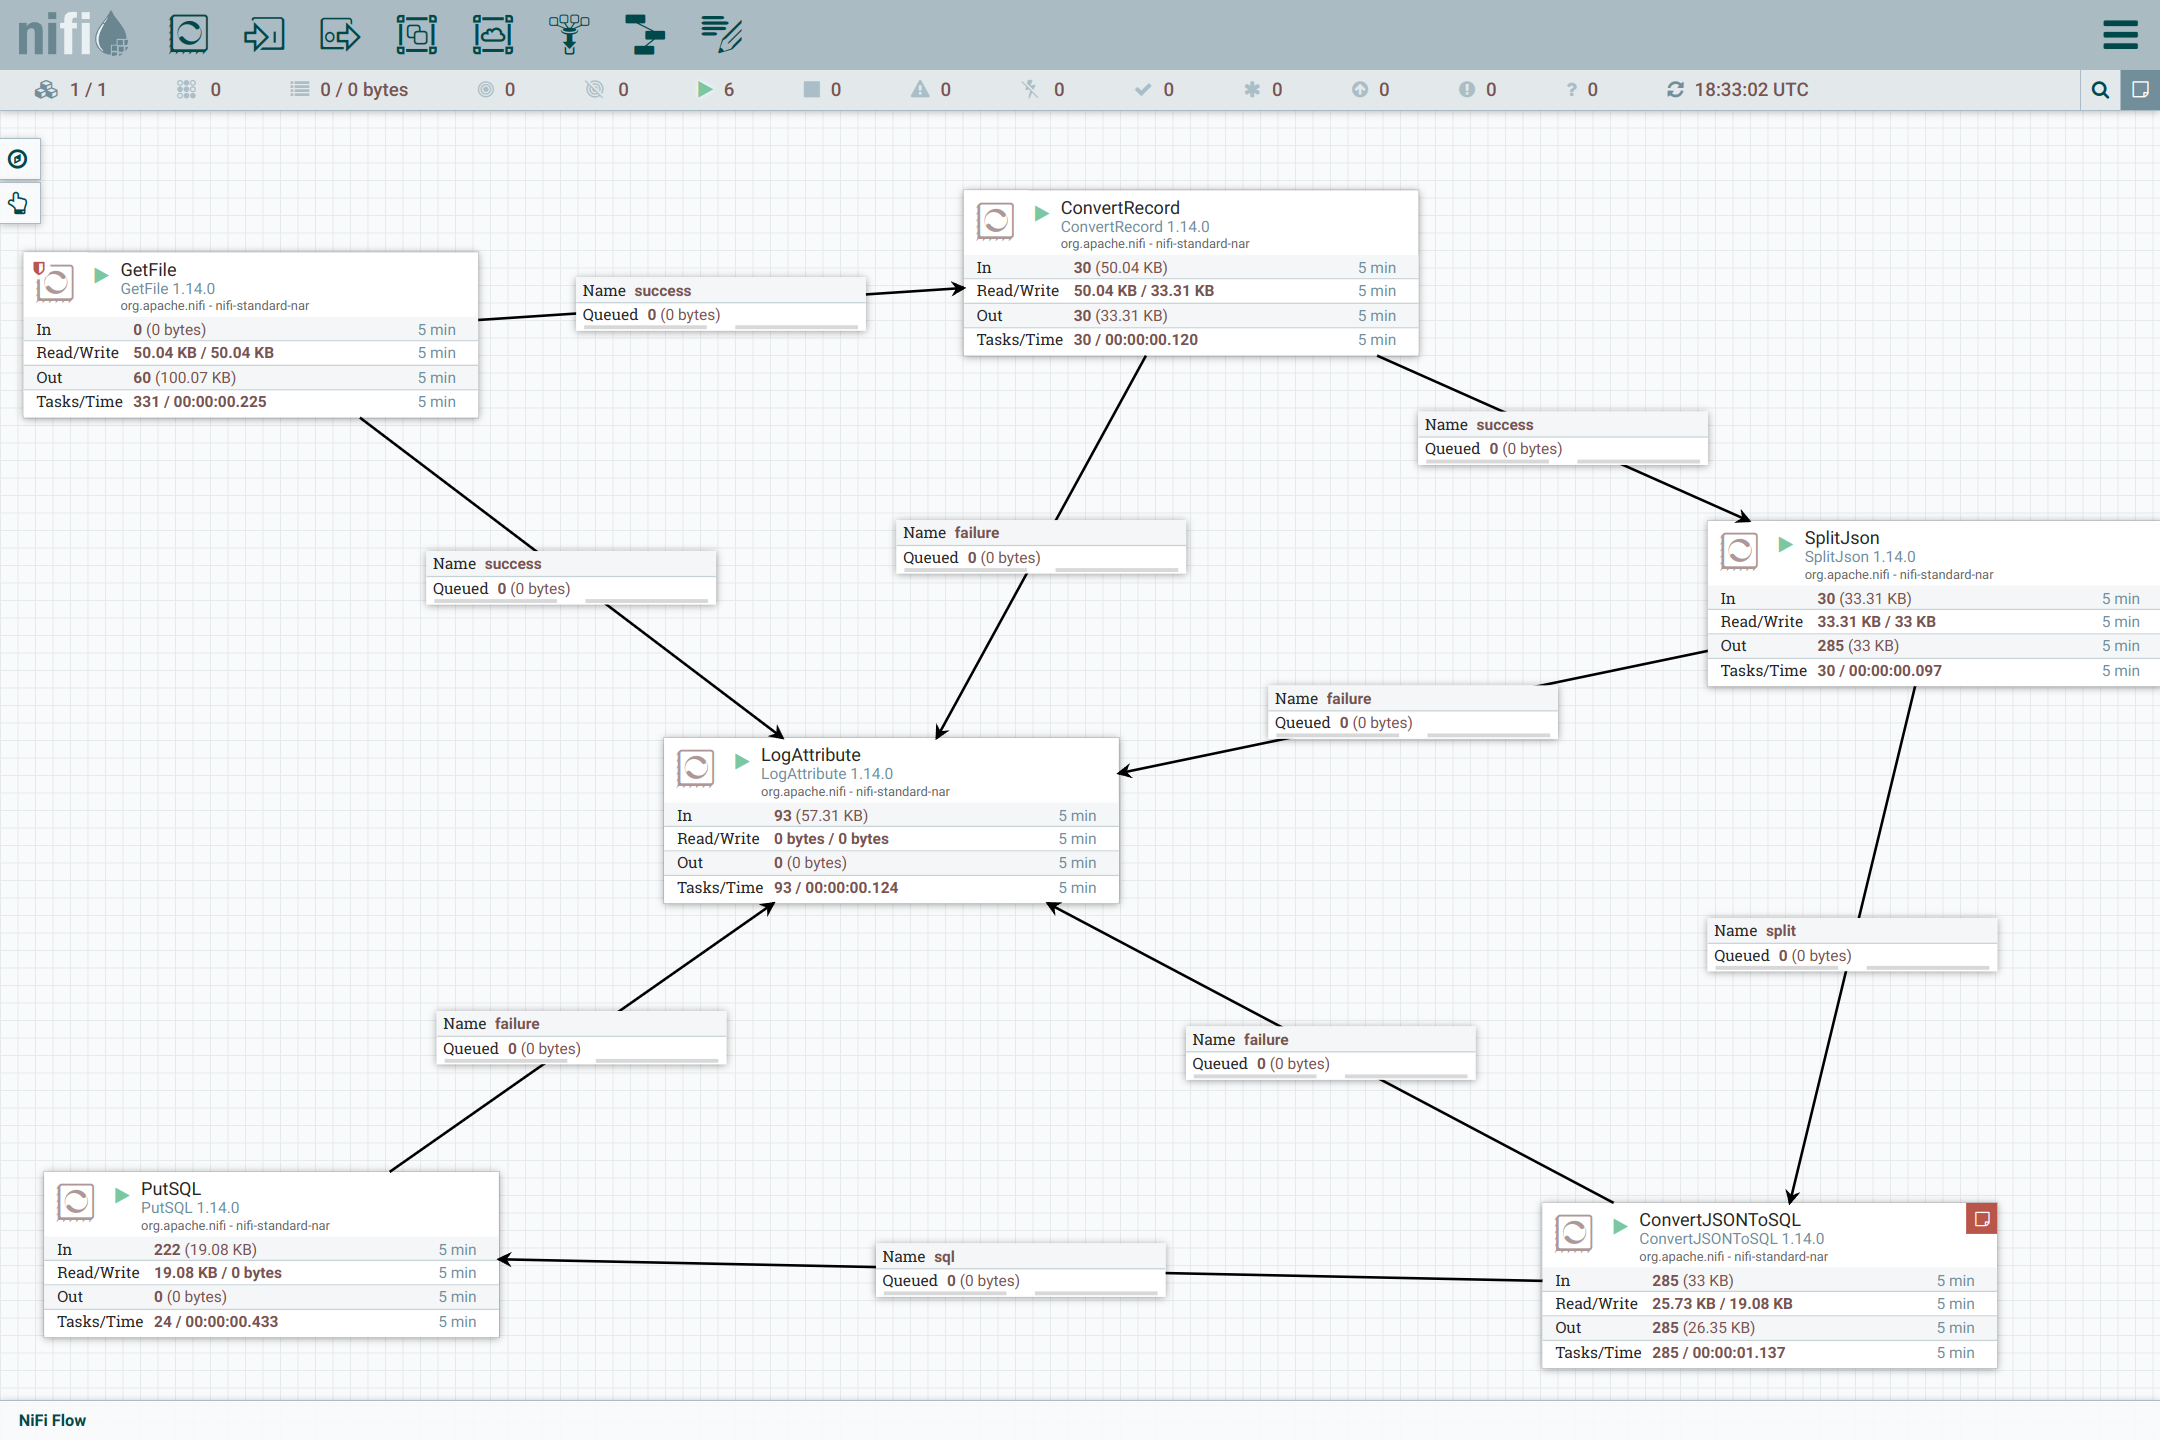 nifi
1 / 1 0 0 / 0 bytes 0 0 6 0 0 0 0 0 0 0 ? 0 18:33:02 UTC
GetFile
GetFile 1.14.0
org.apache.nifi - nifi-standard-nar
In 0 (0 bytes) 5 min
Read/Write 50.04 KB / 50.04 KB 5 min
Out 60 (100.07 KB) 5 min
Tasks/Time 331 / 00:00:00.225 5 min
Name success
Queued 0 (0 bytes)
ConvertRecord
ConvertRecord 1.14.0
org.apache.nifi - nifi-standard-nar
In 30 (50.04 KB) 5 min
Read/Write 50.04 KB / 33.31 KB 5 min
Out 30 (33.31 KB) 5 min
Tasks/Time 30 / 00:00:00.120 5 min
Name success
Queued 0 (0 bytes)
Name success
Queued 0 (0 bytes)
Name failure
Queued 0 (0 bytes)
SplitJson
SplitJson 1.14.0
org.apache.nifi - nifi-standard-nar
In 30 (33.31 KB) 5 min
Read/Write 33.31 KB / 33 KB 5 min
Out 285 (33 KB) 5 min
Tasks/Time 30 / 00:00:00.097 5 min
Name failure
Queued 0 (0 bytes)
LogAttribute
LogAttribute 1.14.0
org.apache.nifi - nifi-standard-nar
In 93 (57.31 KB) 5 min
Read/Write 0 bytes / 0 bytes 5 min
Out 0 (0 bytes) 5 min
Tasks/Time 93 / 00:00:00.124 5 min
Name split
Queued 0 (0 bytes)
Name failure
Queued 0 (0 bytes)
Name failure
Queued 0 (0 bytes)
PutSQL
PutSQL 1.14.0
org.apache.nifi - nifi-standard-nar
In 222 (19.08 KB) 5 min
Read/Write 19.08 KB / 0 bytes 5 min
Out 0 (0 bytes) 5 min
Tasks/Time 24 / 00:00:00.433 5 min
Name sql
Queued 0 (0 bytes)
ConvertJSONToSQL
ConvertJSONToSQL 1.14.0
org.apache.nifi - nifi-standard-nar
In 285 (33 KB) 5 min
Read/Write 25.73 KB / 19.08 KB 5 min
Out 285 (26.35 KB) 5 min
Tasks/Time 285 / 00:00:01.137 5 min
NiFi Flow